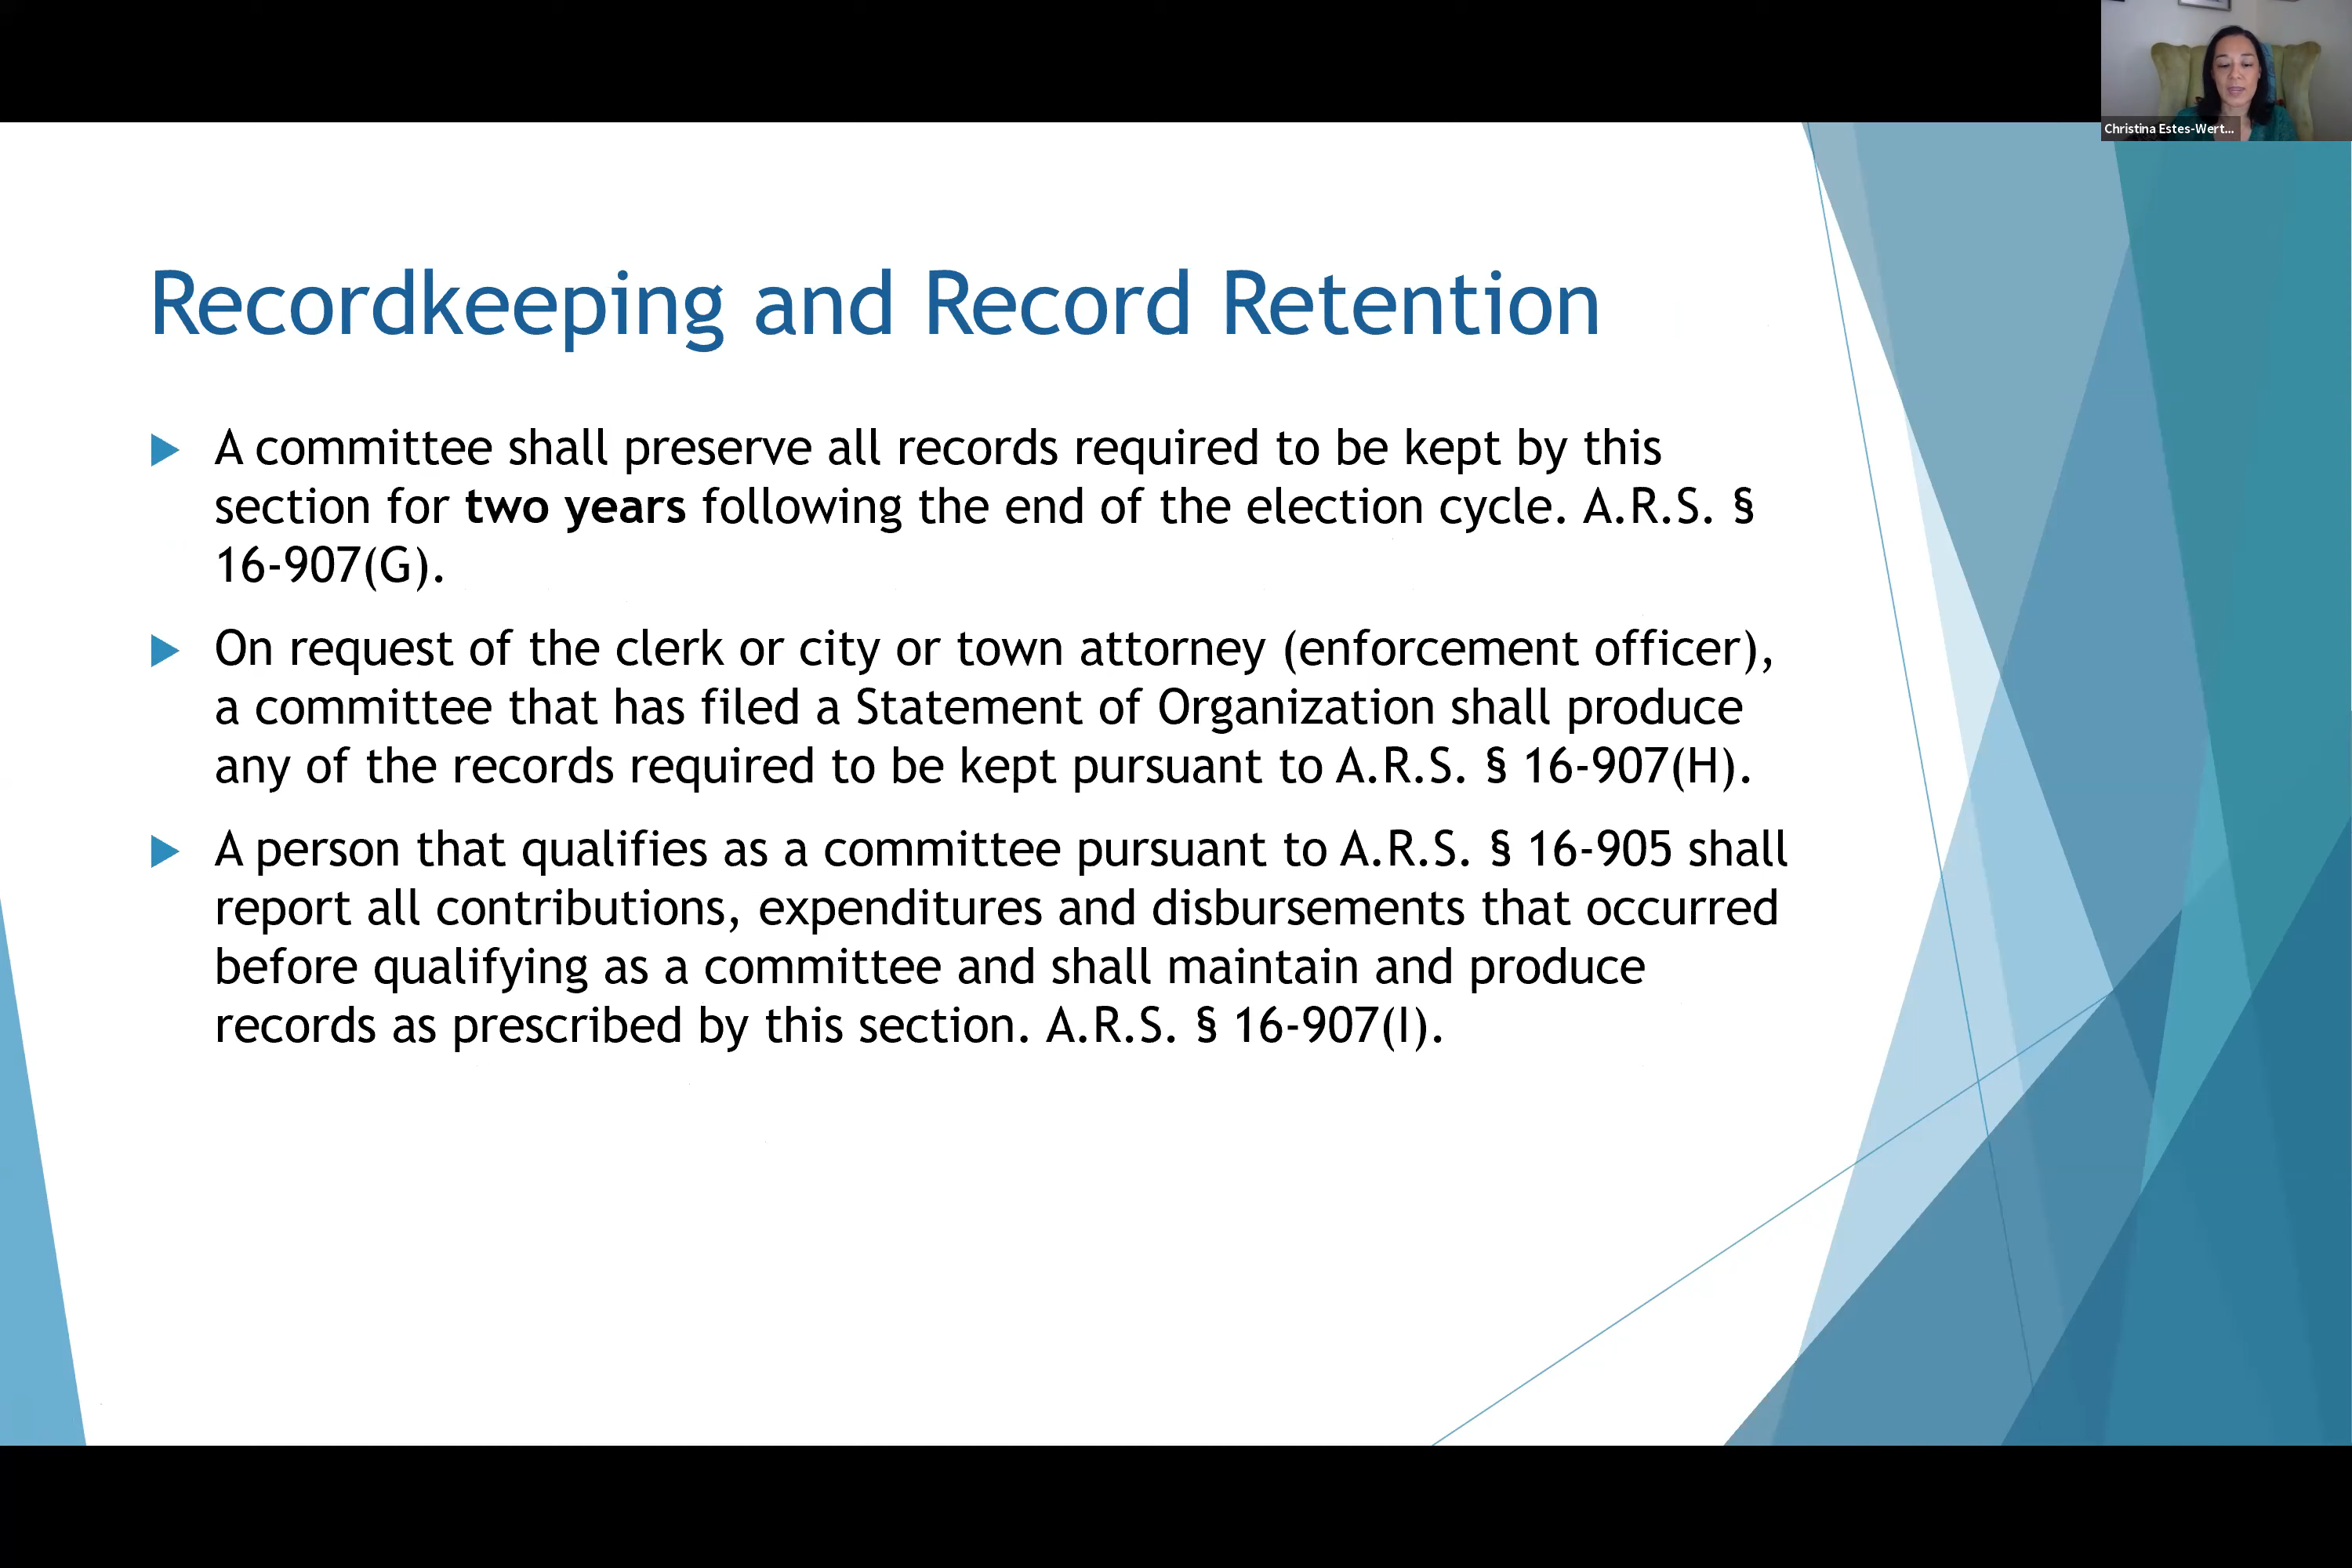 Christina Estes-Wert...
Recordkeeping and Record Retention
A committee shall preserve all records required to be kept by this
section for two years following the end of the election cycle. A.R.S. §
16-907(G).
On request of the clerk or city or town attorney (enforcement officer),
a committee that has filed a Statement of Organization shall produce
any of the records required to be kept pursuant to A.R.S. § 16-907(H).
A person that qualifies as a committee pursuant to A.R.S. § 16-905 shall
report all contributions, expenditures and disbursements that occurred
before qualifying as a committee and shall maintain and produce
records as prescribed by this section. A.R.S. § 16-907(I).